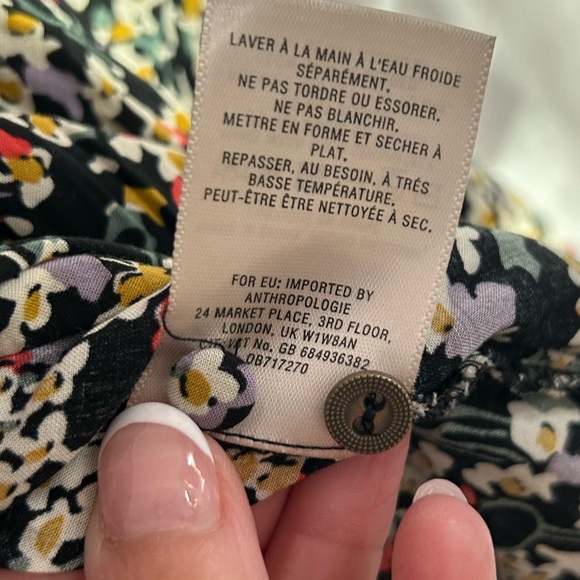 LAVER À LA MAIN À L'EAU FROIDE
SÉPARÉMENT.
NE PAS TORDRE OU ESSORER.
NE PAS BLANCHIR.
METTRE EN FORME ET SECHER À
PLAT.
REPASSER, AU BESOIN, À TRÉS
BASSE TEMPÉRATURE.
PEUT-ÊTRE ÊTRE NETTOYÉE À SEC.
FOR EU: IMPORTED BY
ANTHROPOLOGIE
24 MARKET PLACE, 3RD FLOOR,
LONDON, UK W1W8AN
VAT No. GB 684936382
0B717270